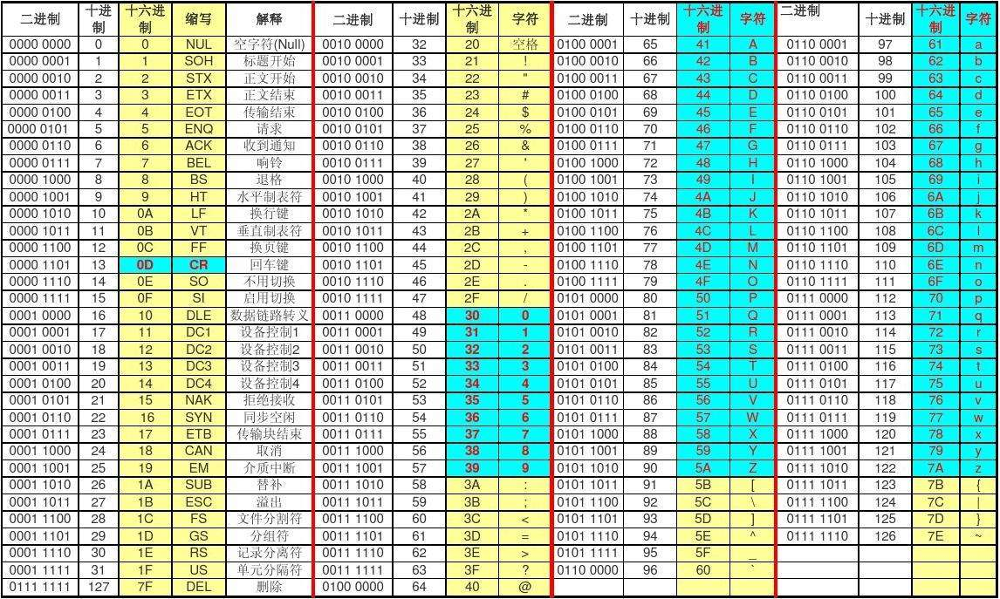 二进制 十进制 十六进制 缩写 解释 二进制 十进制 十六进制 字符 二进制 十进制 十六进制 字符 二进制 十进制 十六进制 字符
0000 0000 0 0 NUL 空字符(Null) 0010 0000 32 20 空格 0100 0001 65 41 A 0110 0001 97 61 a
0000 0001 1 1 SOH 标题开始 0010 0001 33 21 ! 0100 0010 66 42 B 0110 0010 98 62 b
0000 0010 2 2 STX 正文开始 0010 0010 34 22 " 0100 0011 67 43 C 0110 0011 99 63 c
0000 0011 3 3 ETX 正文结束 0010 0011 35 23 # 0100 0100 68 44 D 0110 0100 100 64 d
0000 0100 4 4 EOT 传输结束 0010 0100 36 24 $ 0100 0101 69 45 E 0110 0101 101 65 e
0000 0101 5 5 ENQ 请求 0010 0101 37 25 % 0100 0110 70 46 F 0110 0110 102 66 f
0000 0110 6 6 ACK 收到通知 0010 0110 38 26 & 0100 0111 71 47 G 0110 0111 103 67 g
0000 0111 7 7 BEL 响铃 0010 0111 39 27 ' 0100 1000 72 48 H 0110 1000 104 68 h
0000 1000 8 8 BS 退格 0010 1000 40 28 ( 0100 1001 73 49 I 0110 1001 105 69 i
0000 1001 9 9 HT 水平制表符 0010 1001 41 29 ) 0100 1010 74 4A J 0110 1010 106 6A j
0000 1010 10 0A LF 换行键 0010 1010 42 2A * 0100 1011 75 4B K 0110 1011 107 6B k
0000 1011 11 0B VT 垂直制表符 0010 1011 43 2B + 0100 1100 76 4C L 0110 1100 108 6C l
0000 1100 12 0C FF 换页键 0010 1100 44 2C , 0100 1101 77 4D M 0110 1101 109 6D m
0000 1101 13 0D CR 回车键 0010 1101 45 2D - 0100 1110 78 4E N 0110 1110 110 6E n
0000 1110 14 0E SO 不用切换 0010 1110 46 2E . 0100 1111 79 4F O 0110 1111 111 6F o
0000 1111 15 0F SI 启用切换 0010 1111 47 2F / 0101 0000 80 50 P 0111 0000 112 70 p
0001 0000 16 10 DLE 数据链路转义 0011 0000 48 30 0 0101 0001 81 51 Q 0111 0001 113 71 q
0001 0001 17 11 DC1 设备控制1 0011 0001 49 31 1 0101 0010 82 52 R 0111 0010 114 72 r
0001 0010 18 12 DC2 设备控制2 0011 0010 50 32 2 0101 0011 83 53 S 0111 0011 115 73 s
0001 0011 19 13 DC3 设备控制3 0011 0011 51 33 3 0101 0100 84 54 T 0111 0100 116 74 t
0001 0100 20 14 DC4 设备控制4 0011 0100 52 34 4 0101 0101 85 55 U 0111 0101 117 75 u
0001 0101 21 15 NAK 拒绝接收 0011 0101 53 35 5 0101 0110 86 56 V 0111 0110 118 76 v
0001 0110 22 16 SYN 同步空闲 0011 0110 54 36 6 0101 0111 87 57 W 0111 0111 119 77 w
0001 0111 23 17 ETB 传输块结束 0011 0111 55 37 7 0101 1000 88 58 X 0111 1000 120 78 x
0001 1000 24 18 CAN 取消 0011 1000 56 38 8 0101 1001 89 59 Y 0111 1001 121 79 y
0001 1001 25 19 EM 介质中断 0011 1001 57 39 9 0101 1010 90 5A Z 0111 1010 122 7A z
0001 1010 26 1A SUB 替补 0011 1010 58 3A : 0101 1011 91 5B [ 0111 1011 123 7B {
0001 1011 27 1B ESC 溢出 0011 1011 59 3B ; 0101 1100 92 5C \ 0111 1100 124 7C |
0001 1100 28 1C FS 文件分割符 0011 1100 60 3C < 0101 1101 93 5D ] 0111 1101 125 7D }
0001 1101 29 1D GS 分组符 0011 1101 61 3D = 0101 1110 94 5E ^ 0111 1110 126 7E ~
0001 1110 30 1E RS 记录分离符 0011 1110 62 3E > 0101 1111 95 5F _
0001 1111 31 1F US 单元分隔符 0011 1111 63 3F ? 0110 0000 96 60 `
0111 1111 127 7F DEL 删除 0100 0000 64 40 @